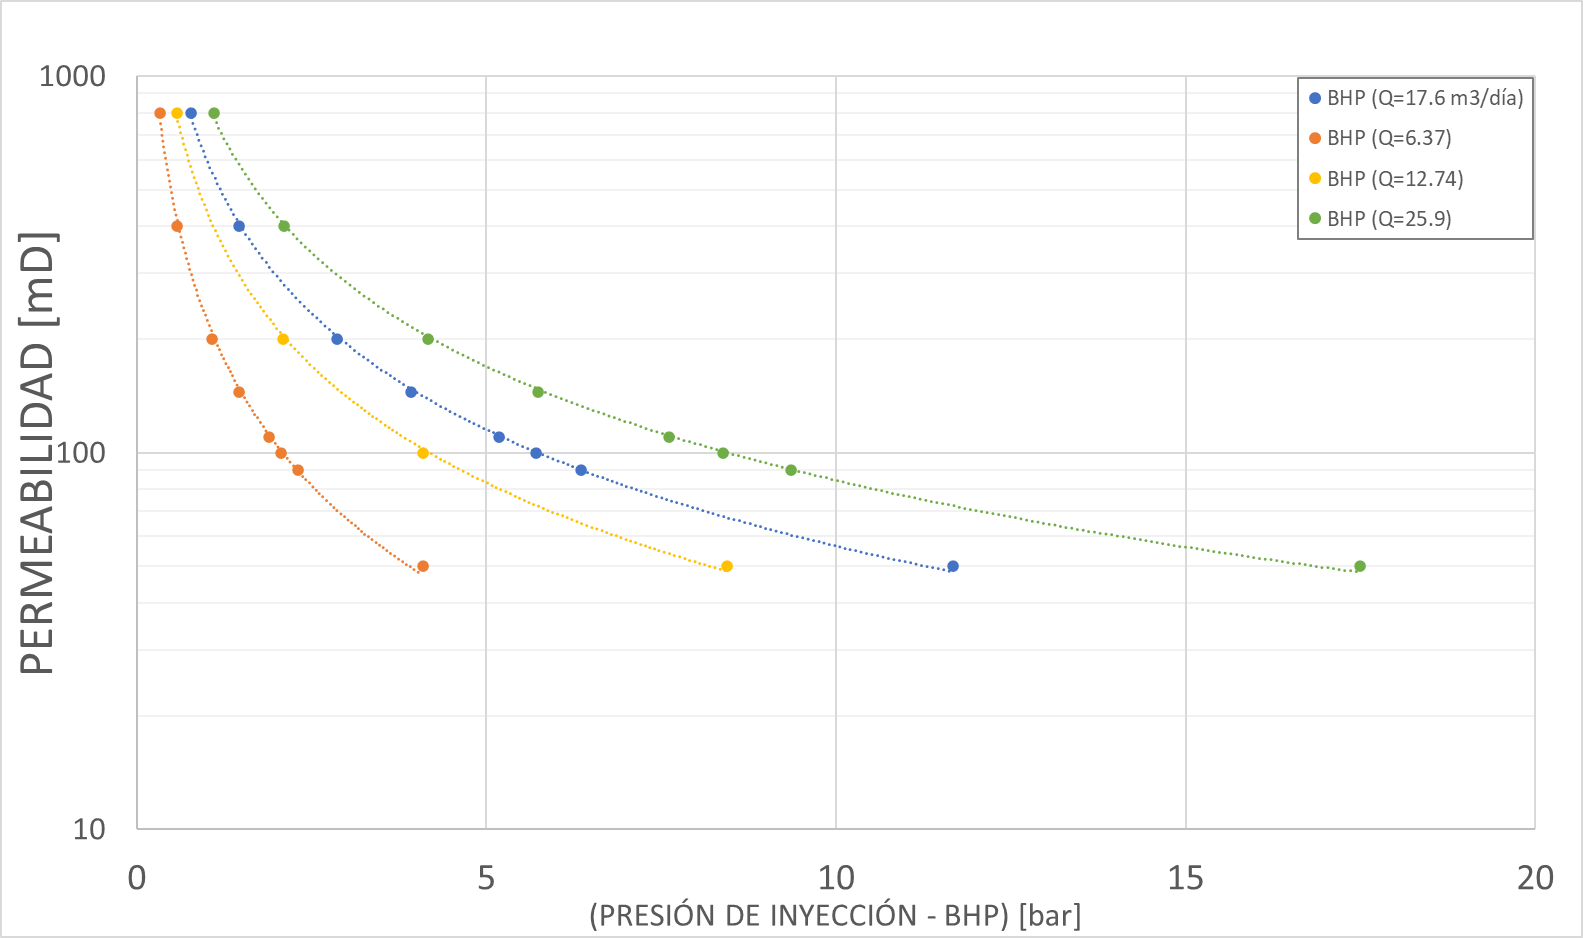 PERMEABILIDAD [mD]
1000
100
10
BHP (Q=17.6 m3/día)
BHP (Q=6.37)
BHP (Q=12.74)
BHP (Q=25.9)
0 5 10 15 20
(PRESIÓN DE INYECCIÓN - BHP) [bar]